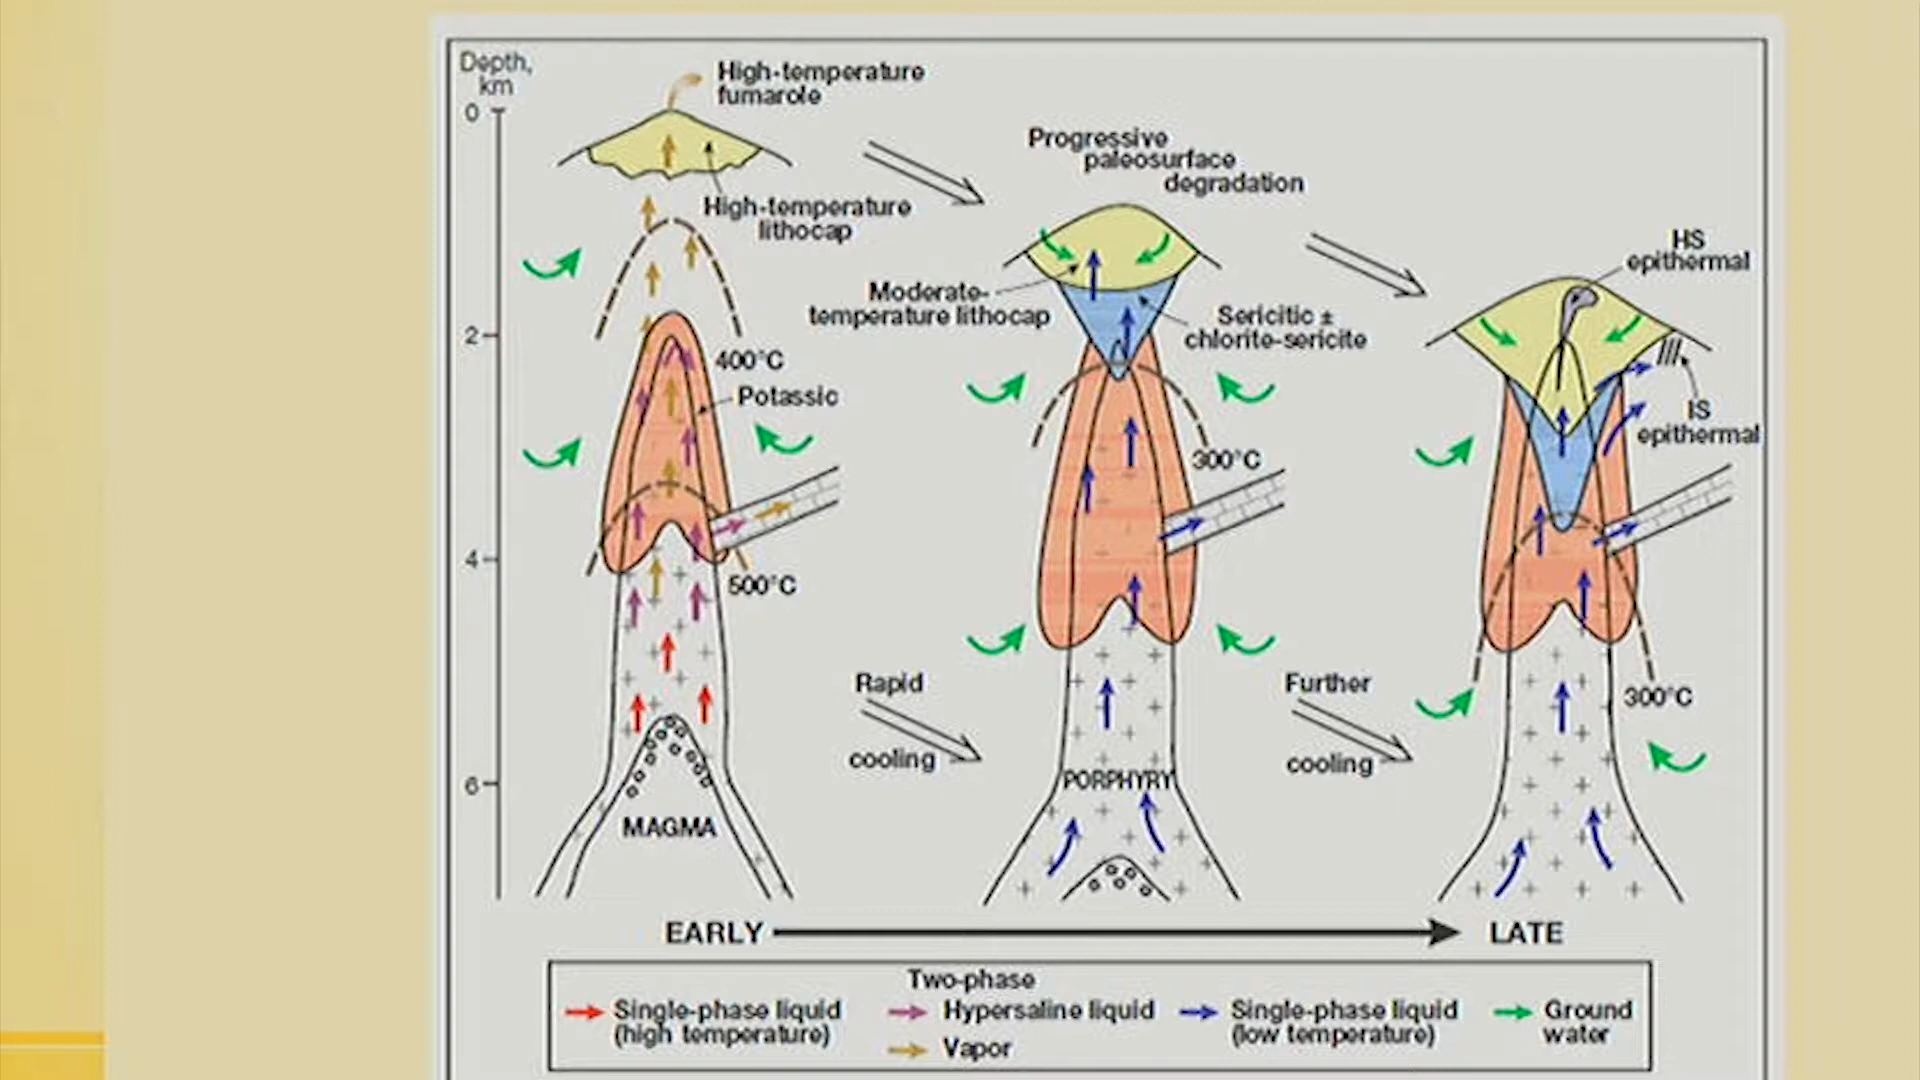 Depth,
km
0
2
4
6
High-temperature
fumarole
High-temperature
lithocap
400°C
Potassic
500°C
MAGMA
Progressive
paleosurface
degradation
Moderate-
temperature lithocap
Sericitic ±
chlorite-sericite
300°C
Rapid
cooling
PORPHYRY
HS
epithermal
IS
epithermal
Further
cooling
300°C
EARLY
LATE
Two-phase
Single-phase liquid
(high temperature)
Hypersaline liquid
Vapor
Single-phase liquid
(low temperature)
Ground
water